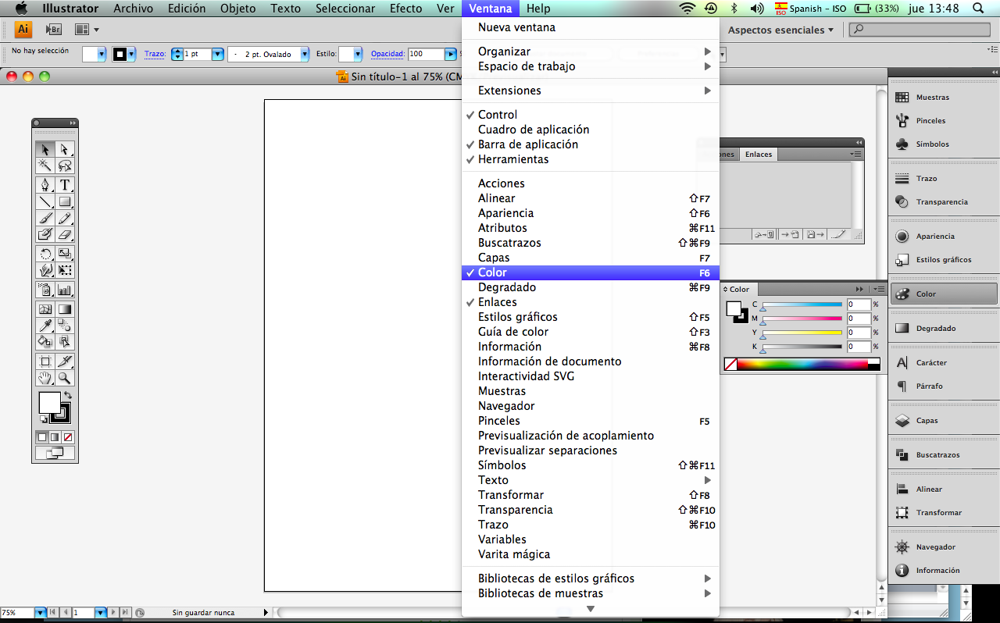 Illustrator Archivo Edición Objeto Texto Seleccionar Efecto Ver Ventana Help Spanish - ISO (33%) jue 13:48
Ai Br Aspectos esenciales
No hay selección Trazo: 1 pt 2 pt. Ovalado Estilo: Opacidad: 100
Sin título-1 al 75% (CM
Nueva ventana
Organizar
Espacio de trabajo
Extensiones
Control
Cuadro de aplicación
Barra de aplicación
Herramientas
Acciones
Alinear ⇧F7
Apariencia ⇧F6
Atributos ⌘F11
Buscatrazos ⇧⌘F9
Capas F7
Color F6
Degradado ⌘F9
Enlaces
Estilos gráficos ⇧F5
Guía de color ⇧F3
Información ⌘F8
Información de documento
Interactividad SVG
Muestras
Navegador
Pinceles F5
Previsualización de acoplamiento
Previsualizar separaciones
Símbolos ⇧⌘F11
Texto
Transformar ⇧F8
Transparencia ⇧⌘F10
Trazo ⌘F10
Variables
Varita mágica
Bibliotecas de estilos gráficos
Bibliotecas de muestras
ones Enlaces
Color
C 0 %
M 0 %
Y 0 %
K 0 %
Muestras
Pinceles
Símbolos
Trazo
Transparencia
Apariencia
Estilos gráficos
Color
Degradado
Carácter
Párrafo
Capas
Buscatrazos
Alinear
Transformar
Navegador
Información
75% 1 Sin guardar nunca